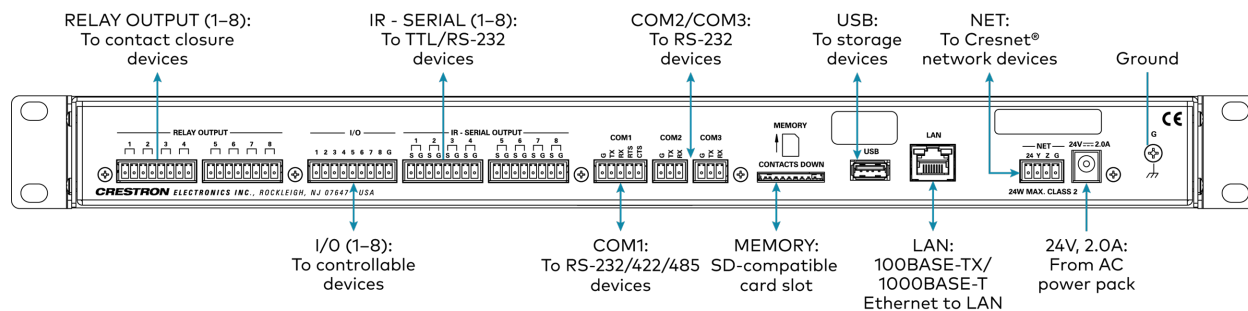 RELAY OUTPUT (1–8):
To contact closure
devices
IR - SERIAL (1–8):
To TTL/RS-232
devices
COM2/COM3:
To RS-232
devices
USB:
To storage
devices
NET:
To Cresnet®
network devices
Ground
RELAY OUTPUT
1 2 3 4 5 6 7 8
I/O
1 2 3 4 5 6 7 8 G
IR - SERIAL OUTPUT
1 2 3 4 5 6 7 8
S G S G S G S G S G S G S G S G
COM1
G TX RX RTS CTS
COM2
G TX RX
COM3
G TX RX
MEMORY
CONTACTS DOWN
USB
LAN
NET
24 Y Z G
24V 2.0A
24W MAX. CLASS 2
G
CE
CRESTRON ELECTRONICS INC., ROCKLEIGH, NJ 07647 USA
I/O (1–8):
To controllable
devices
COM1:
To RS-232/422/485
devices
MEMORY:
SD-compatible
card slot
LAN:
100BASE-TX/
1000BASE-T
Ethernet to LAN
24V, 2.0A:
From AC
power pack